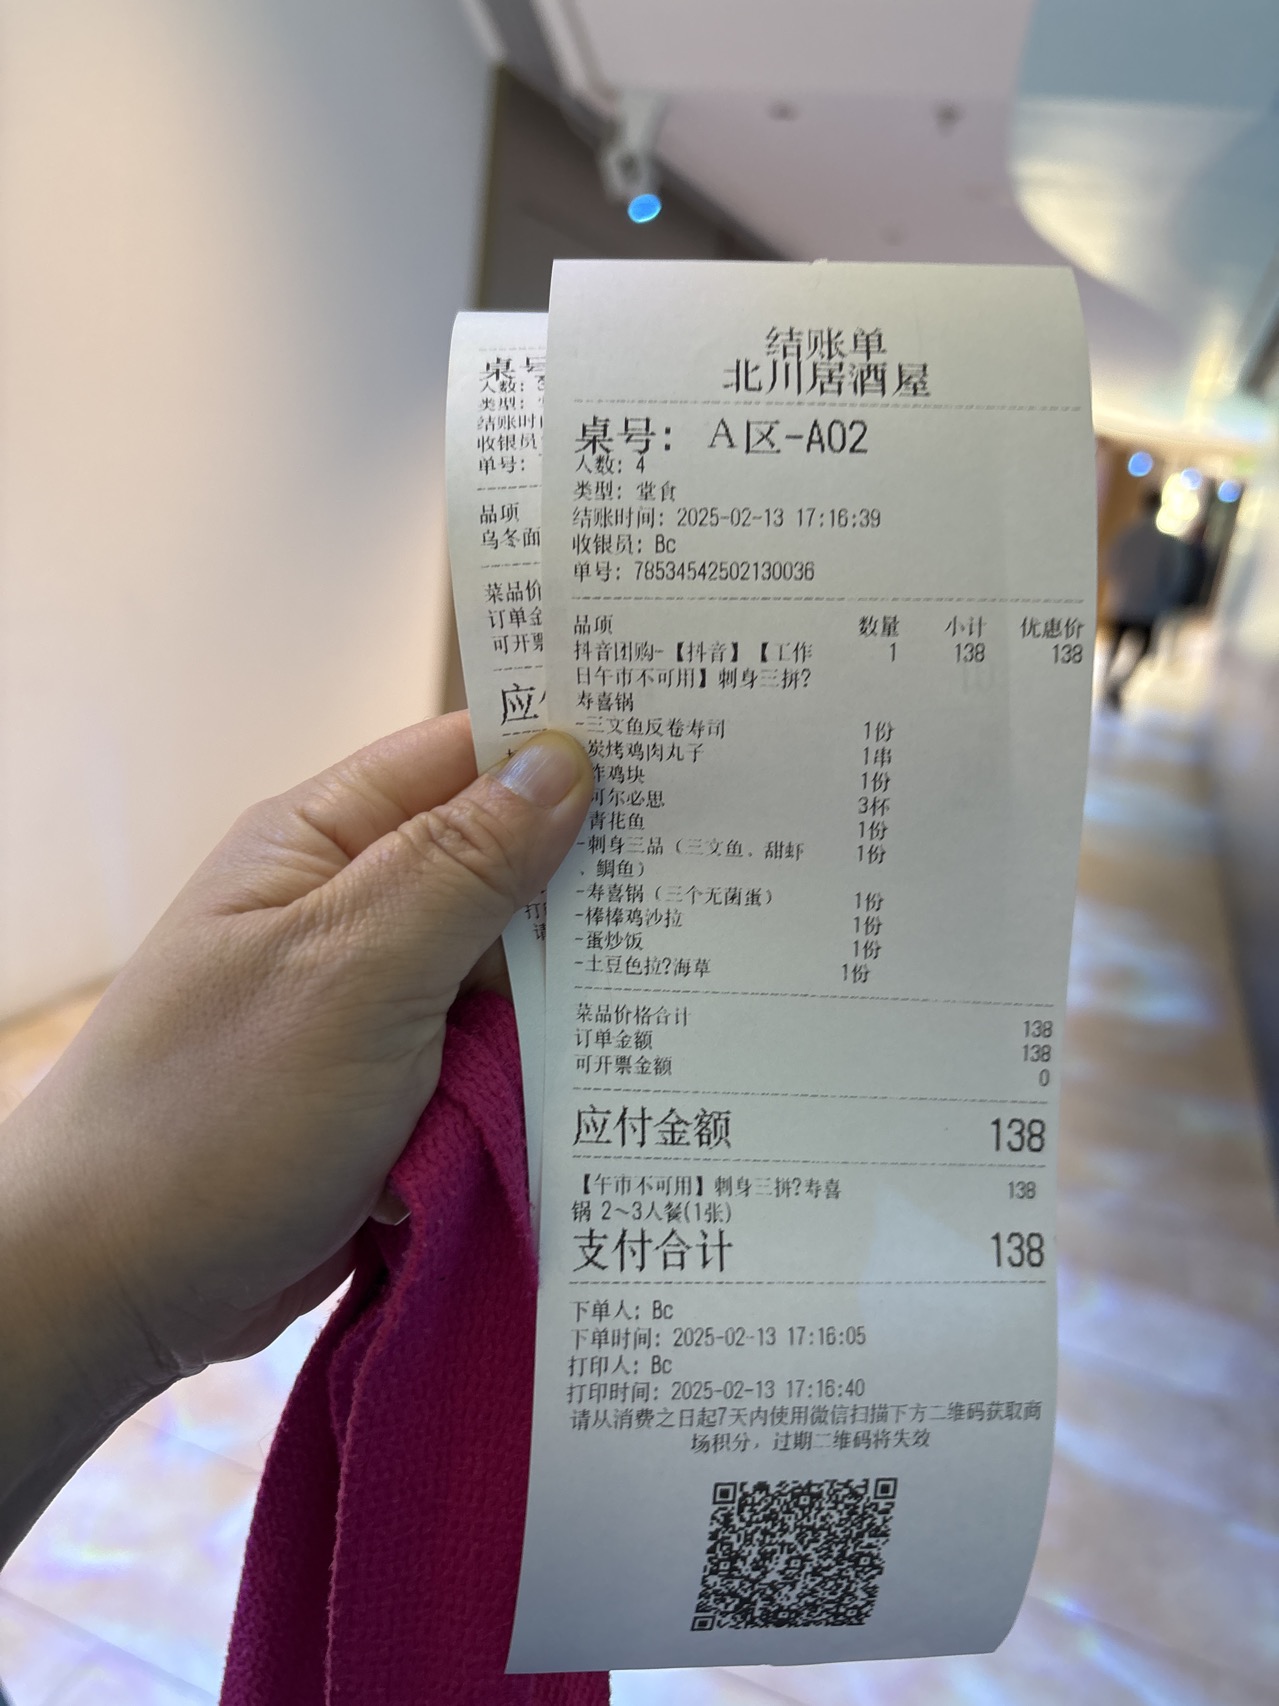 结账单
北川居酒屋
桌号： A区-A02
人数：4
类型：堂食
结账时间：2025-02-13 17:16:39
收银员：Bc
单号：78534542502130036
品项 数量 小计 优惠价
抖音团购-【抖音】【工作 1 138 138
日午市不可用】刺身三拼?
寿喜锅
-三文鱼反卷寿司 1份
炭烤鸡肉丸子 1串
炸鸡块 1份
可尔必思 3杯
青花鱼 1份
-刺身三品（三文鱼、甜虾 1份
、鲷鱼）
-寿喜锅（三个无菌蛋） 1份
-棒棒鸡沙拉 1份
-蛋炒饭 1份
-土豆色拉?海草 1份
菜品价格合计 138
订单金额 138
可开票金额 0
应付金额 138
【午市不可用】刺身三拼?寿喜 138
锅 2~3人餐(1张)
支付合计 138
下单人：Bc
下单时间：2025-02-13 17:16:05
打印人：Bc
打印时间：2025-02-13 17:16:40
请从消费之日起7天内使用微信扫描下方二维码获取商
场积分，过期二维码将失效
桌号
人数：
类型：
结账时
收银员
单号：
品项
乌冬面
菜品价
订单金
可开票
应
打
请